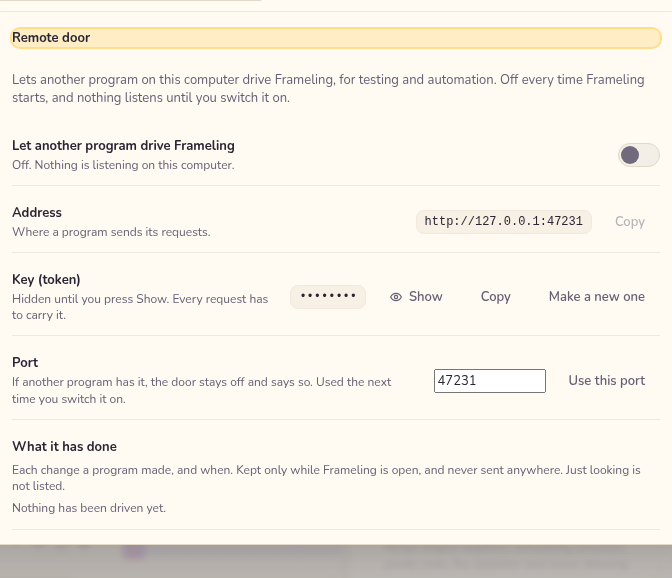 Remote door
Lets another program on this computer drive Frameling, for testing and automation. Off every time Frameling
starts, and nothing listens until you switch it on.
Let another program drive Frameling
Off. Nothing is listening on this computer.
Address
Where a program sends its requests.
http://127.0.0.1:47231
Copy
Key (token)
Hidden until you press Show. Every request has
to carry it.
••••••••
Show
Copy
Make a new one
Port
If another program has it, the door stays off and says so. Used the next
time you switch it on.
47231
Use this port
What it has done
Each change a program made, and when. Kept only while Frameling is open, and never sent anywhere. Just looking is
not listed.
Nothing has been driven yet.